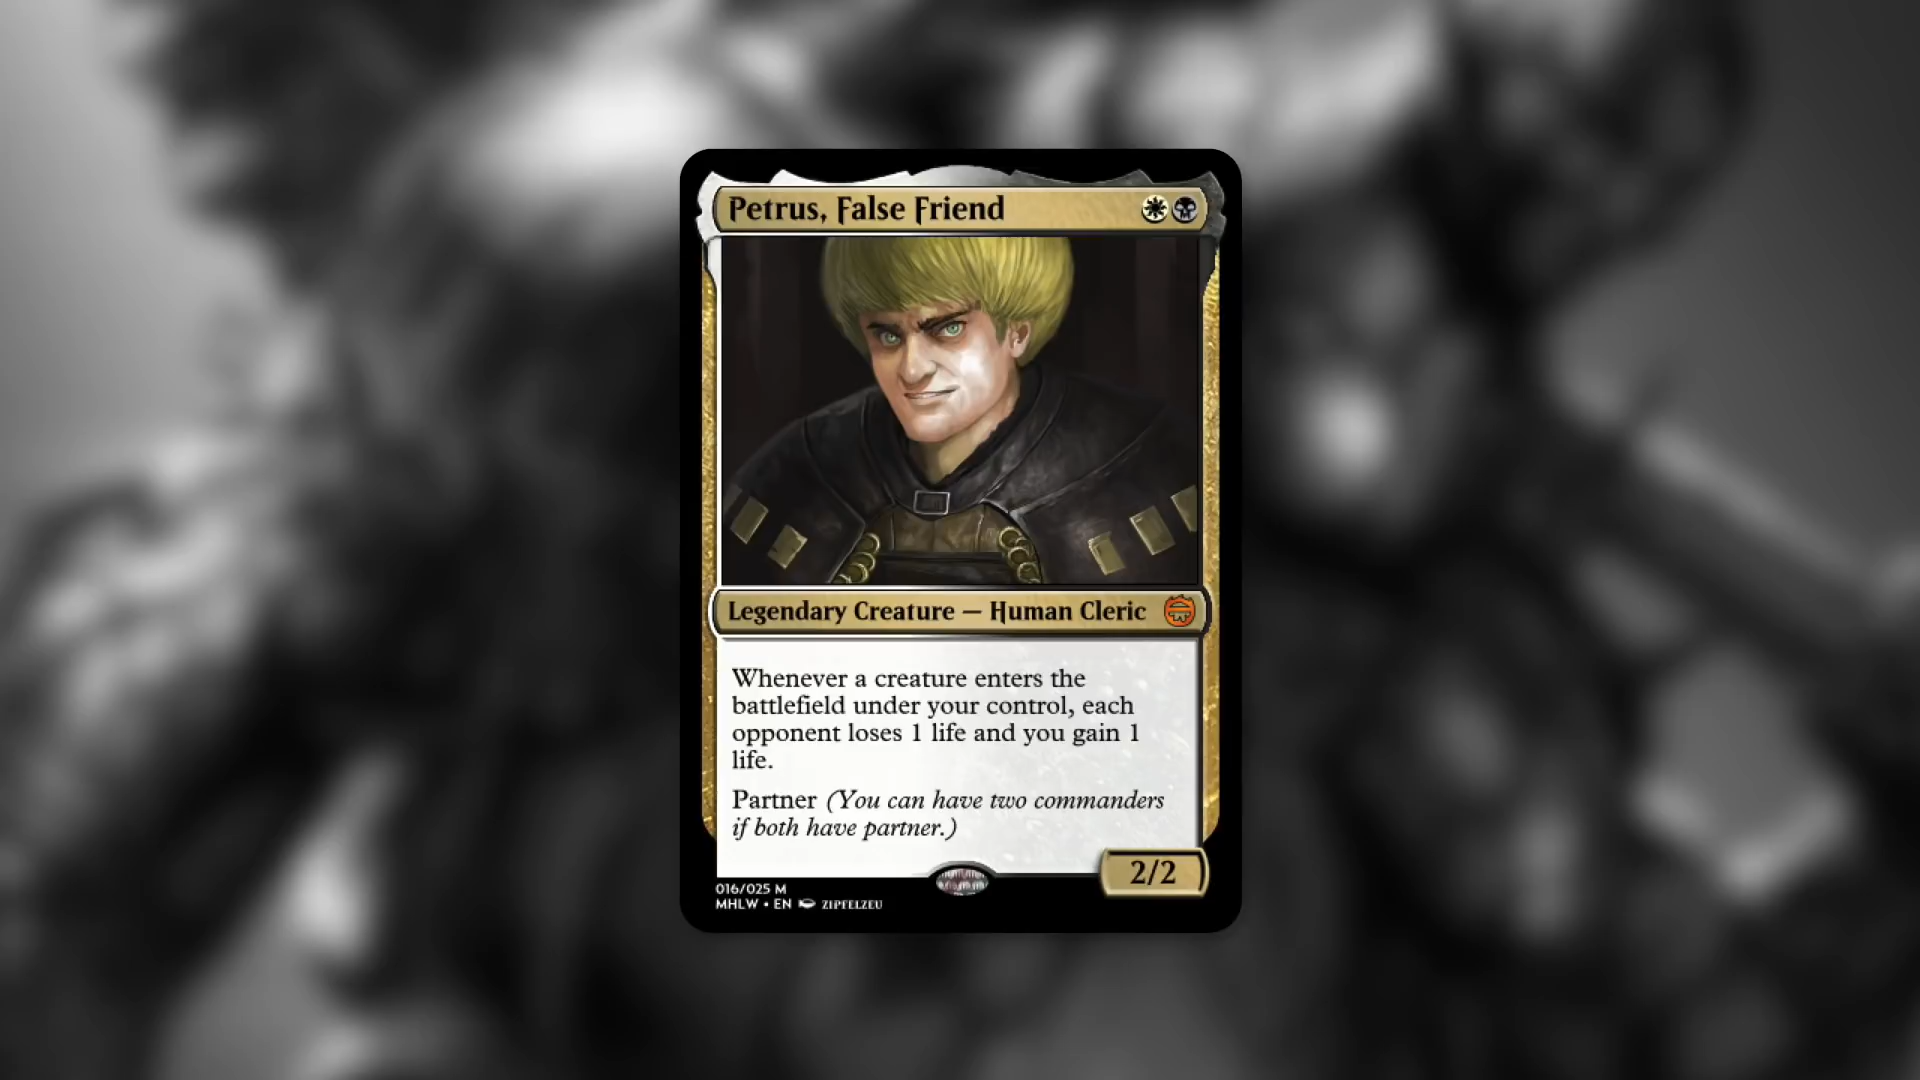 Petrus, False Friend
Legendary Creature — Human Cleric
Whenever a creature enters the
battlefield under your control, each
opponent loses 1 life and you gain 1
life.
Partner (You can have two commanders
if both have partner.)
2/2
016/025 M
MHLW • EN ZIPFELZEU